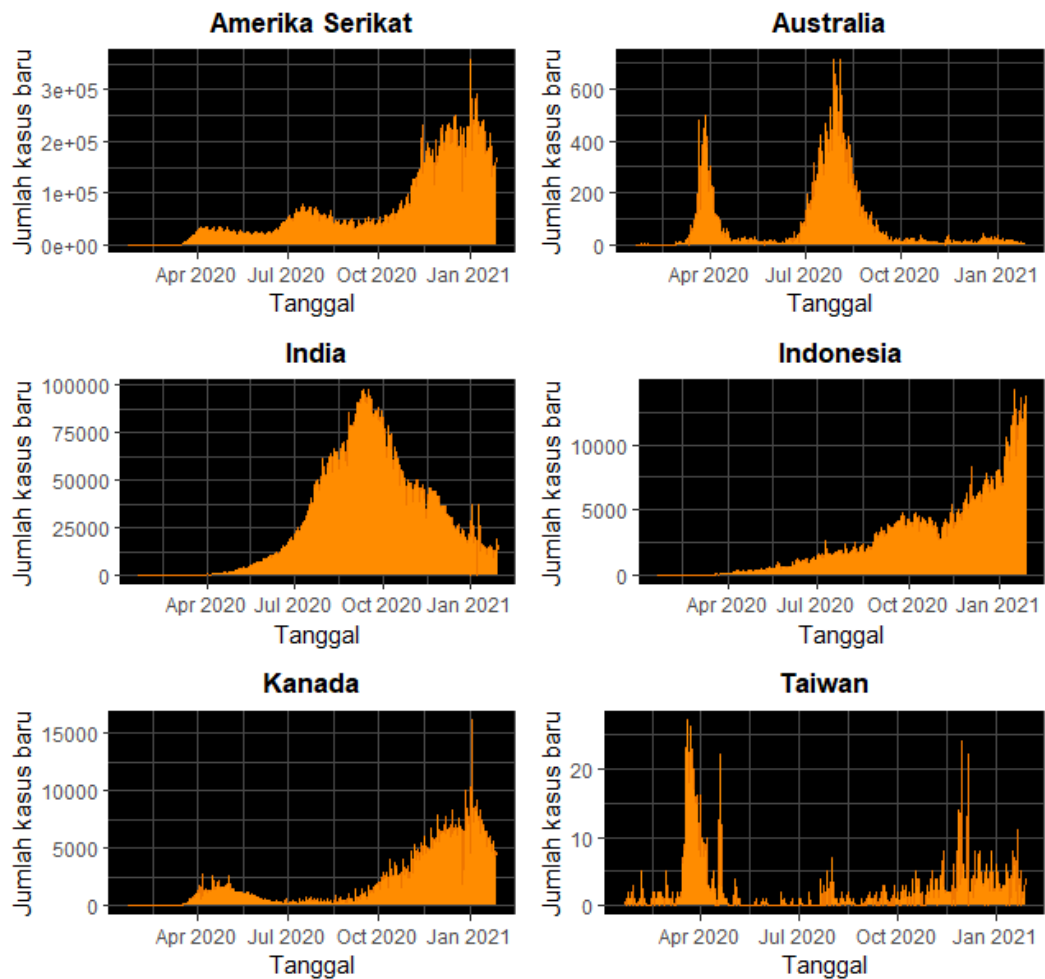 Amerika Serikat
Jumlah kasus baru
3e+05
2e+05
1e+05
0e+00
Apr 2020 Jul 2020 Oct 2020 Jan 2021
Tanggal
Australia
Jumlah kasus baru
600
400
200
0
Apr 2020 Jul 2020 Oct 2020 Jan 2021
Tanggal
India
Jumlah kasus baru
100000
75000
50000
25000
0
Apr 2020 Jul 2020 Oct 2020 Jan 2021
Tanggal
Indonesia
Jumlah kasus baru
10000
5000
0
Apr 2020 Jul 2020 Oct 2020 Jan 2021
Tanggal
Kanada
Jumlah kasus baru
15000
10000
5000
0
Apr 2020 Jul 2020 Oct 2020 Jan 2021
Tanggal
Taiwan
Jumlah kasus baru
20
10
0
Apr 2020 Jul 2020 Oct 2020 Jan 2021
Tanggal